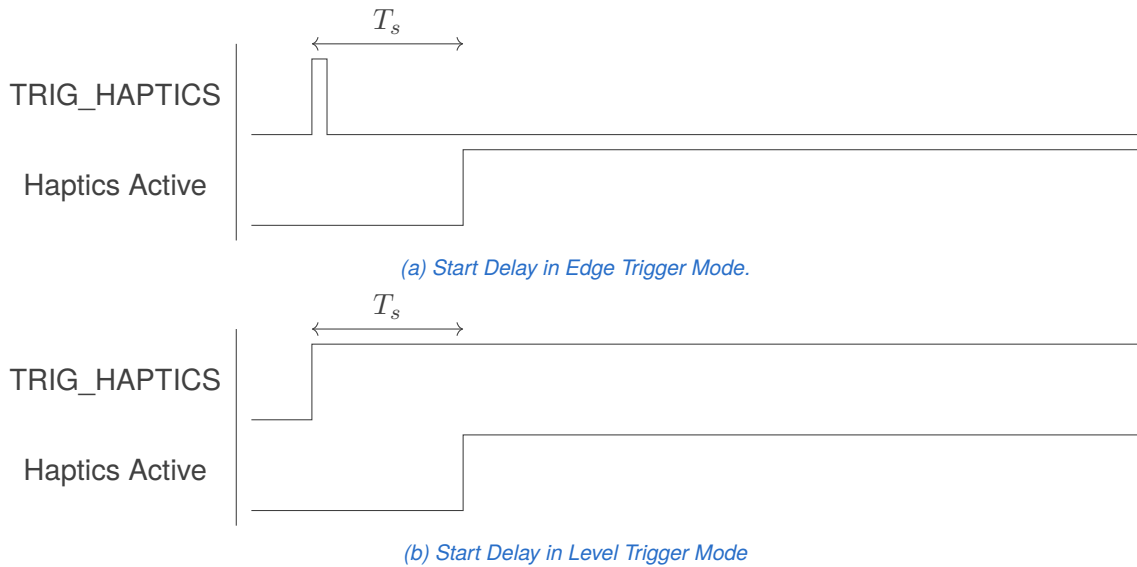 T_s
TRIG_HAPTICS
Haptics Active
(a) Start Delay in Edge Trigger Mode.
T_s
TRIG_HAPTICS
Haptics Active
(b) Start Delay in Level Trigger Mode